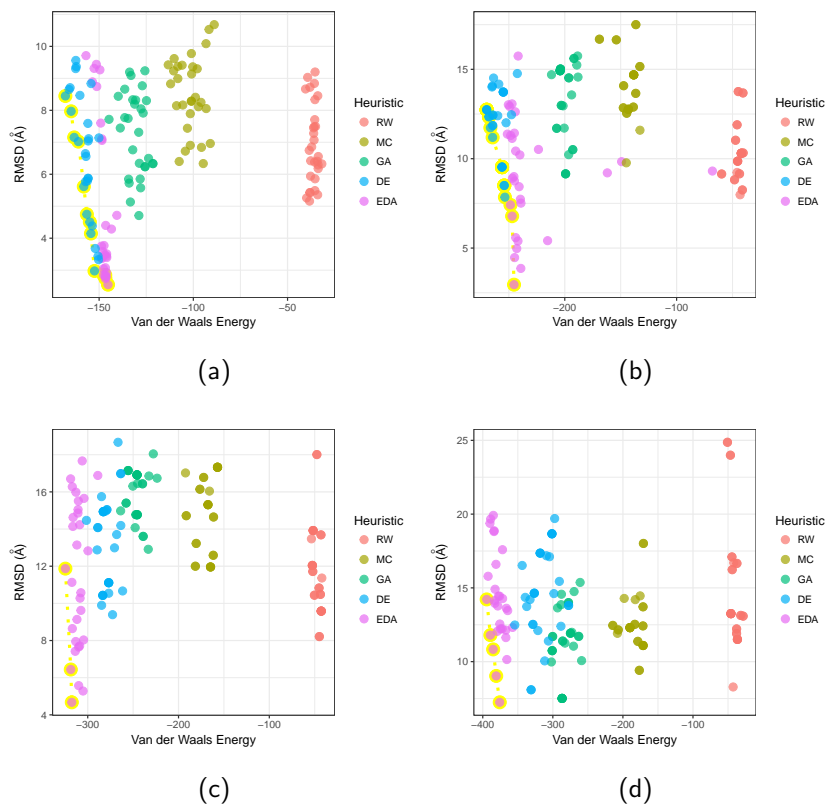 10
8
6
4
RMSD (Å)
−150
−100
−50
Van der Waals Energy
Heuristic
RW
MC
GA
DE
EDA
(a)
15
10
5
RMSD (Å)
−200
−100
Van der Waals Energy
Heuristic
RW
MC
GA
DE
EDA
(b)
16
12
8
4
RMSD (Å)
−300
−200
−100
Van der Waals Energy
Heuristic
RW
MC
GA
DE
EDA
(c)
25
20
15
10
RMSD (Å)
−400
−300
−200
−100
Van der Waals Energy
Heuristic
RW
MC
GA
DE
EDA
(d)